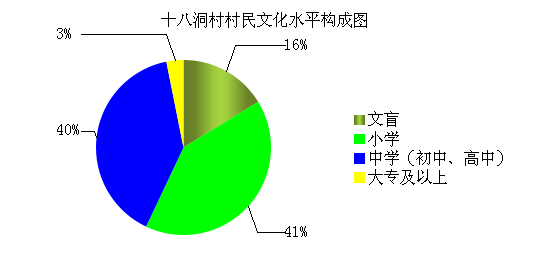 十八洞村村民文化水平构成图
3%
16%
40%
41%
文盲
小学
中学（初中、高中）
大专及以上